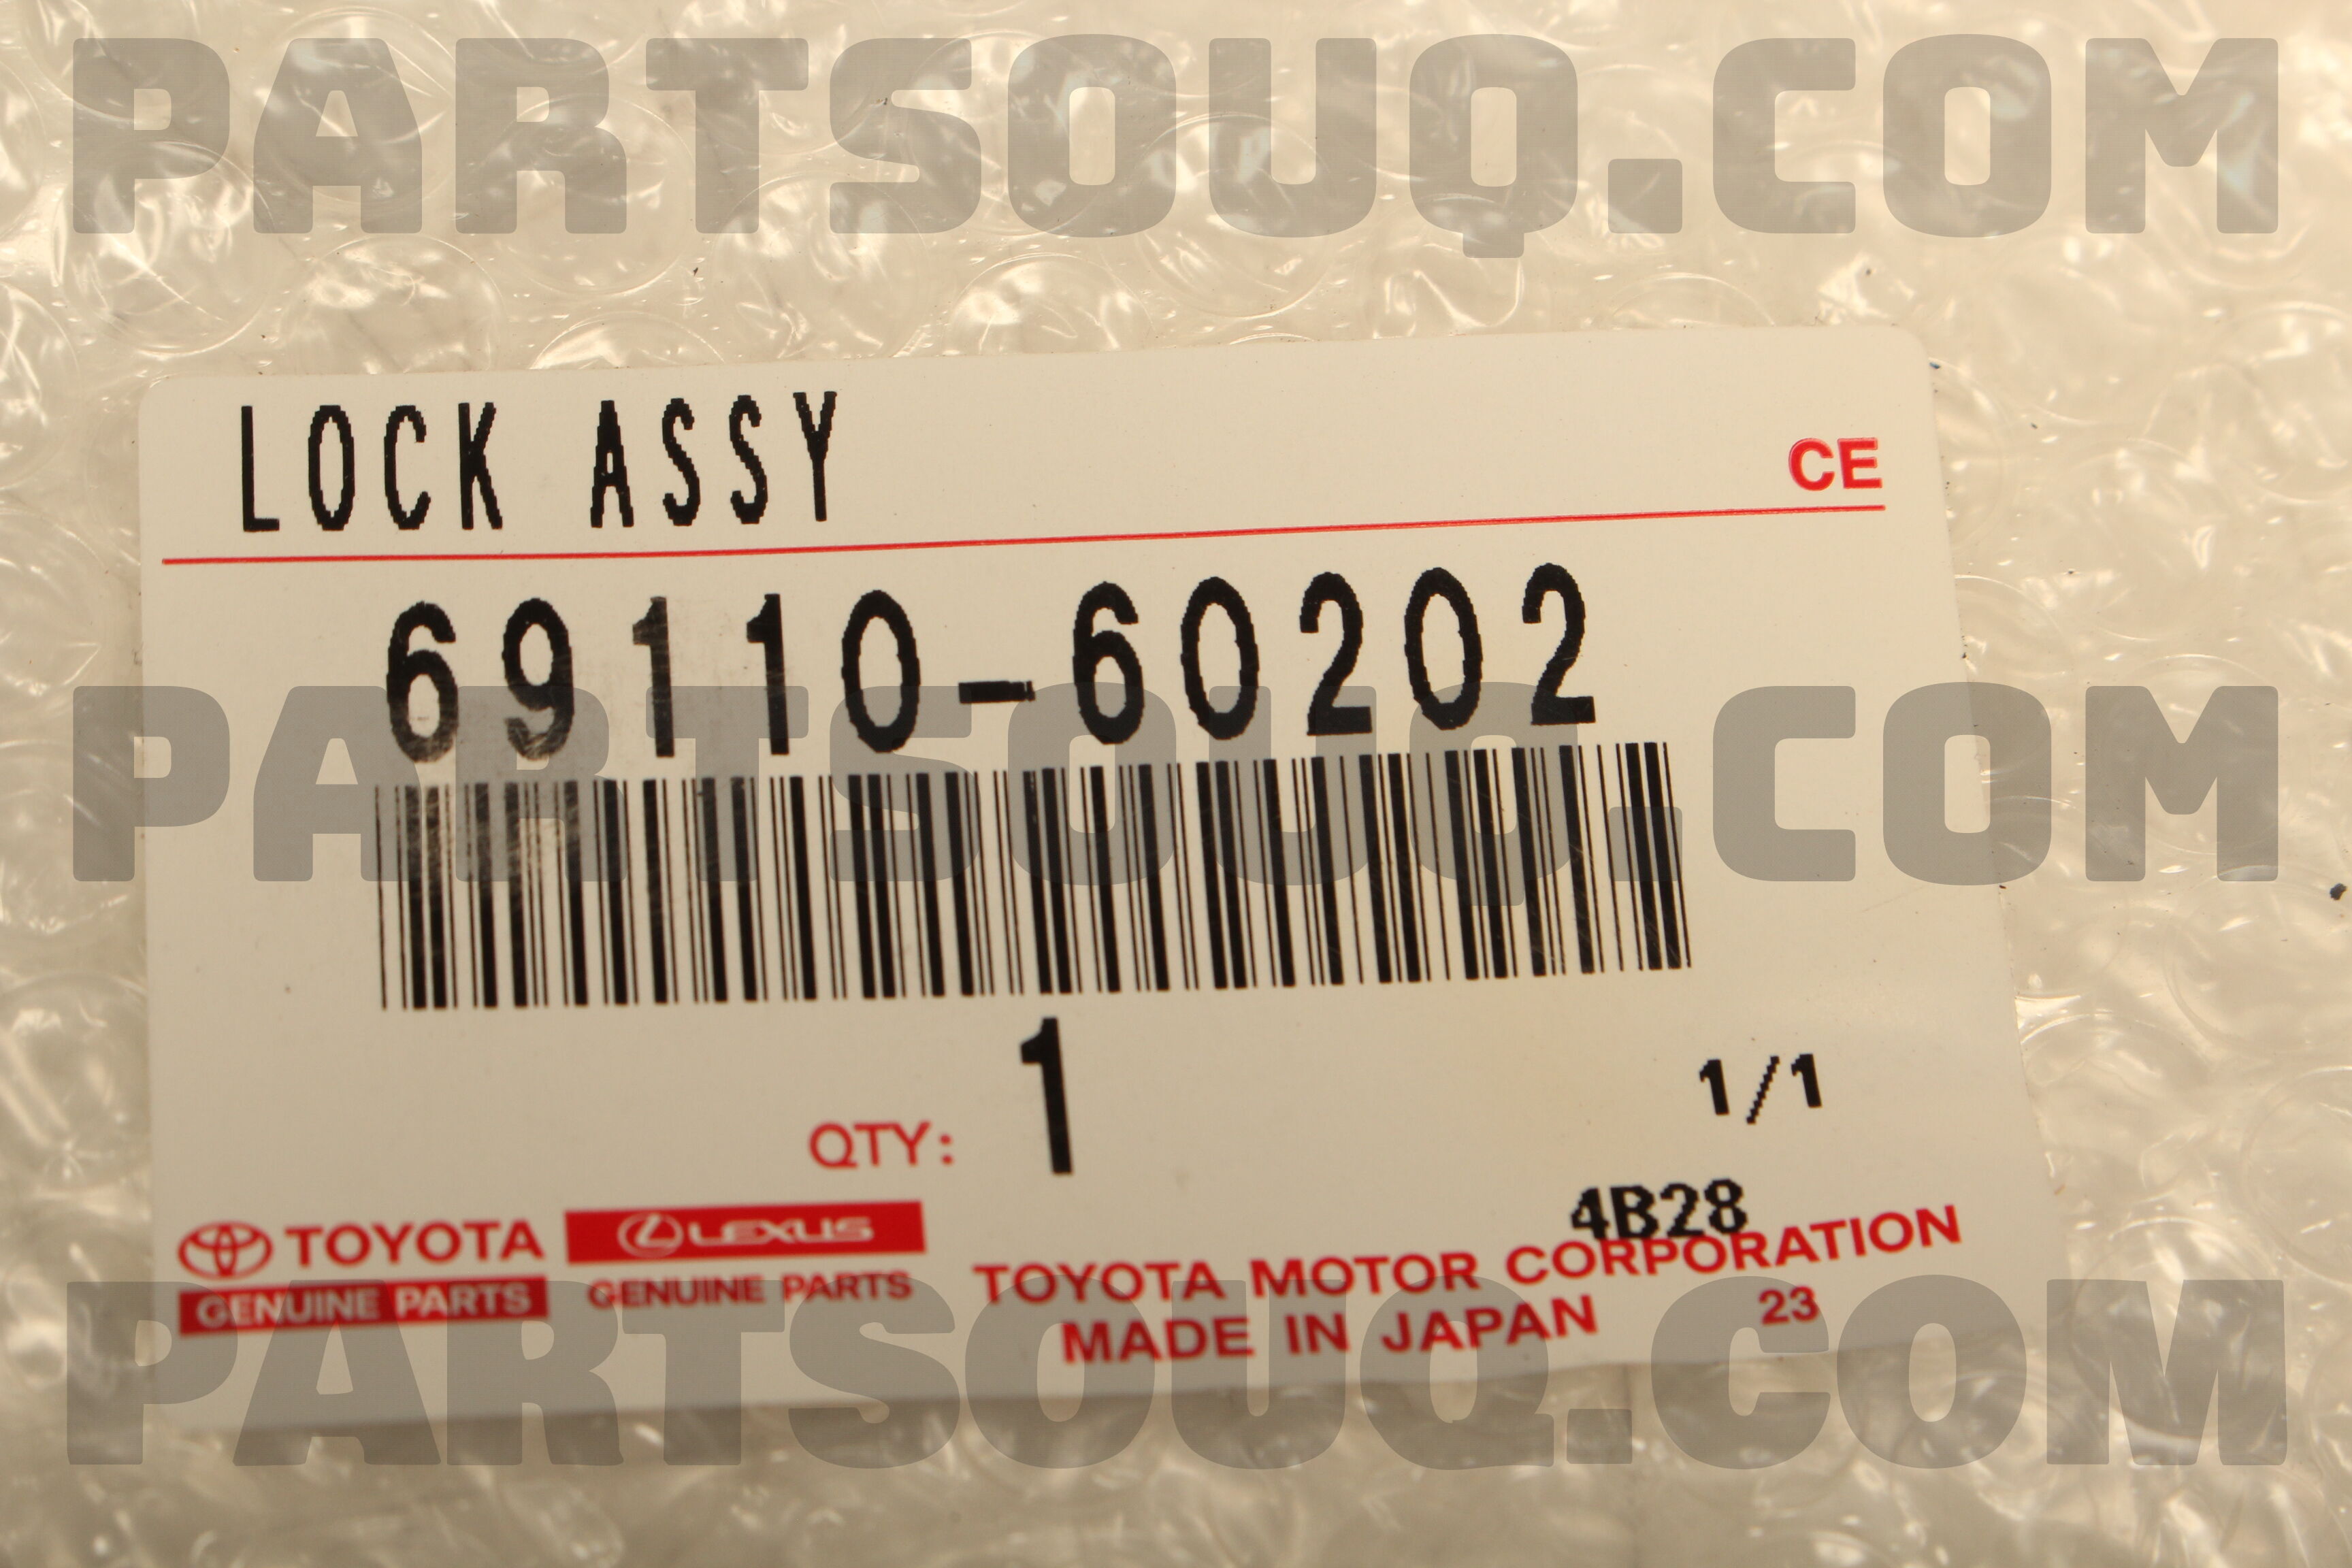 PARTSOUQ.COM
LOCK ASSY
CE
69110-60202
PARTSOUQ.COM
1
QTY:
1/1
4B28
TOYOTA
GENUINE PARTS
LEXUS
GENUINE PARTS
TOYOTA MOTOR CORPORATION
MADE IN JAPAN 23
PARTSOUQ.COM